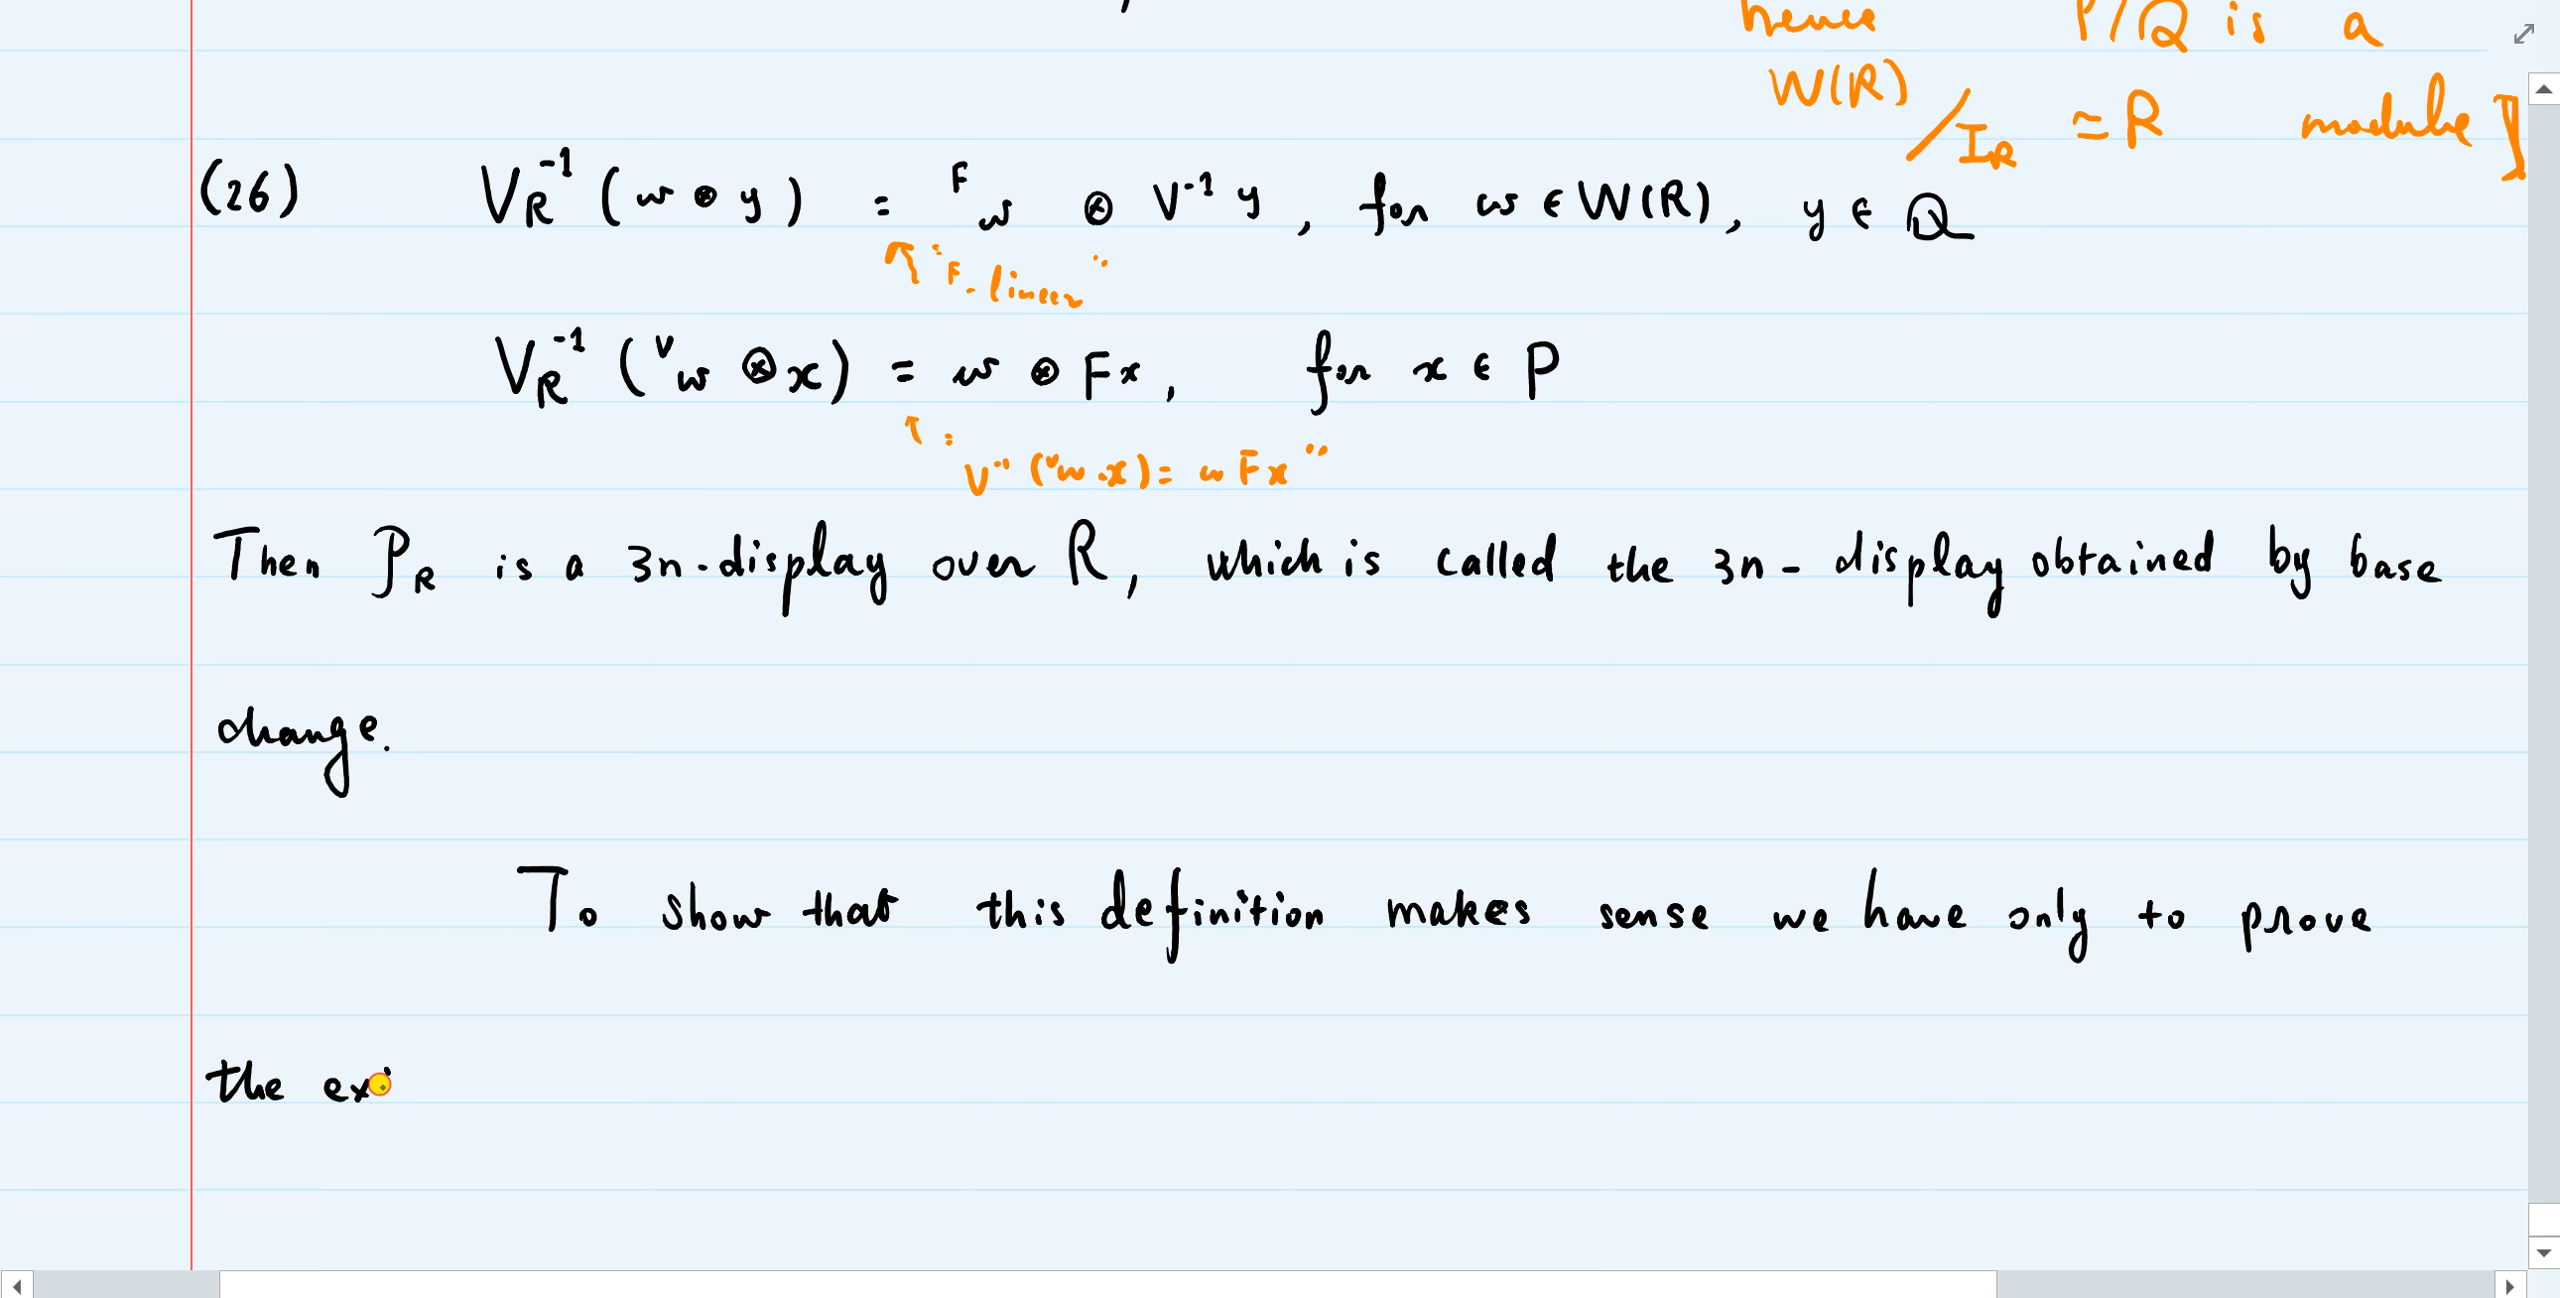 hence P/Q is a
W(R)/I_R ≃ R module]
(26) V_R^{-1} (w ⊗ y) = ^F w ⊗ V^{-1} y, for w ∈ W(R), y ∈ Q
"F-linear"
V_R^{-1} (^V w ⊗ x) = w ⊗ Fx, for x ∈ P
"V^{-1} (^V w.x) = w Fx"
Then P_R is a 3n-display over R, which is called the 3n-display obtained by base
change.
To show that this definition makes sense we have only to prove
the exi